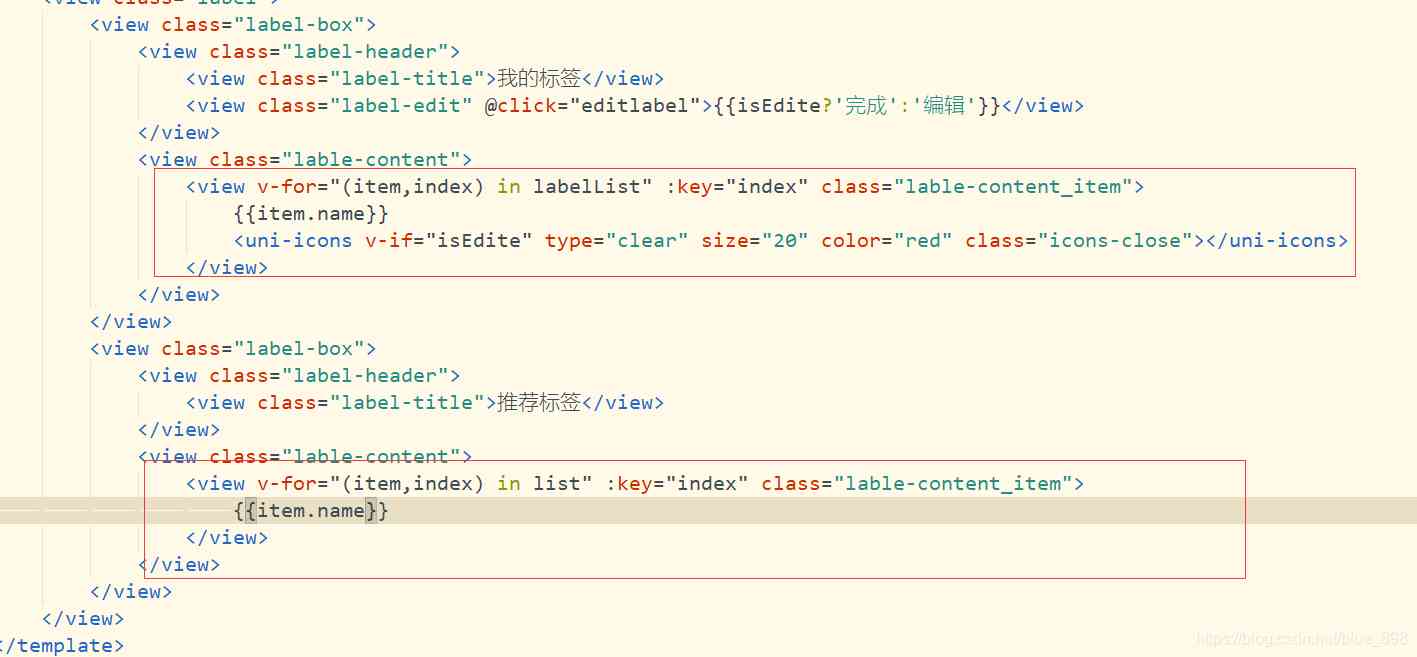 <view class="label">
<view class="label-box">
<view class="label-header">
<view class="label-title">我的标签</view>
<view class="label-edit" @click="editlabel">{{isEdite?'完成':'编辑'}}</view>
</view>
<view class="lable-content">
<view v-for="(item,index) in labelList" :key="index" class="lable-content_item">
{{item.name}}
<uni-icons v-if="isEdite" type="clear" size="20" color="red" class="icons-close"></uni-icons>
</view>
</view>
</view>
<view class="label-box">
<view class="label-header">
<view class="label-title">推荐标签</view>
</view>
<view class="lable-content">
<view v-for="(item,index) in list" :key="index" class="lable-content_item">
{{item.name}}
</view>
</view>
</view>
</view>
</template>
https://blog.csdn.net/blue_898